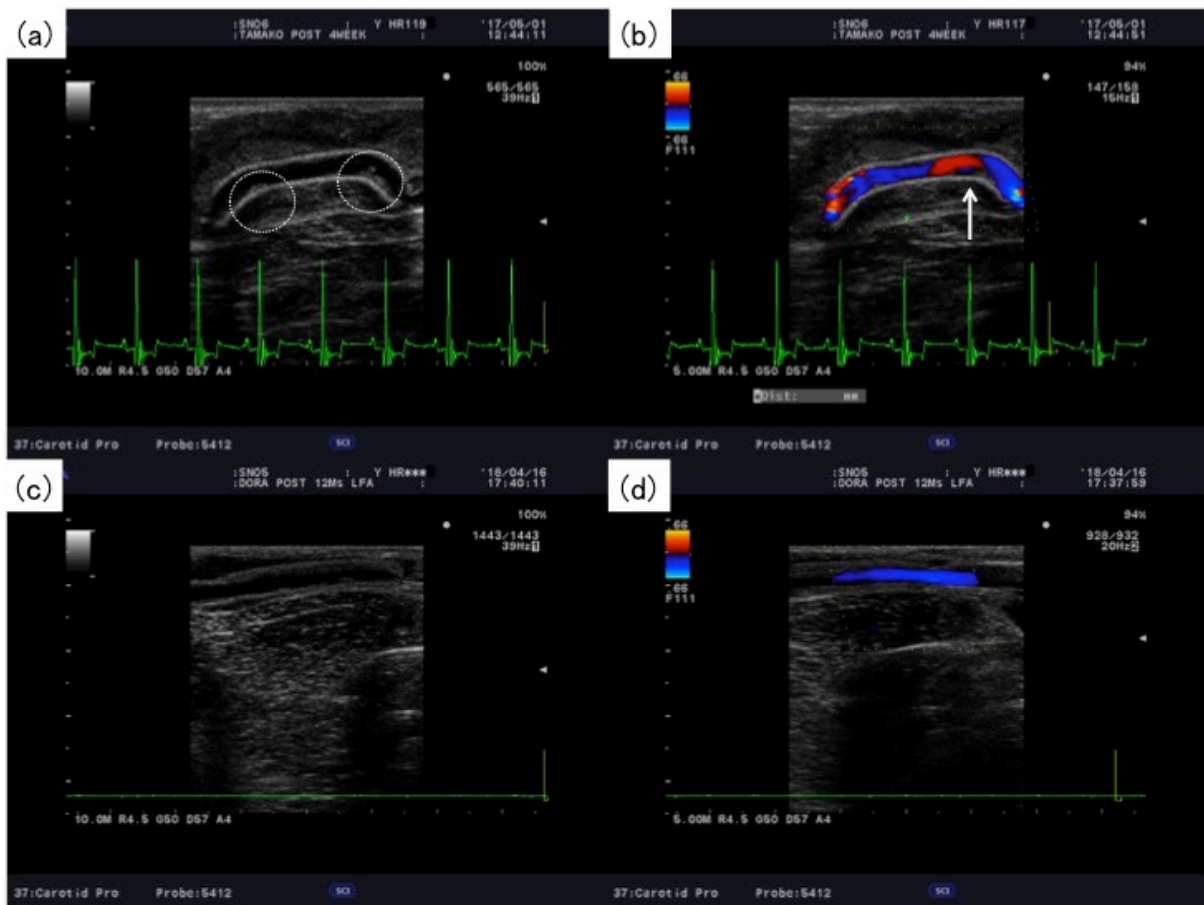 (a)
:SNO6 : Y HR119 '17/05/01
:TAMAKO POST 4WEEK : 12:44:11
100%
565/565
39Hz1
10.0M R4.5 G50 D57 A4
37:Carotid Pro Probe:5412 SCI
(b)
:SNO6 : Y HR117 '17/05/01
:TAMAKO POST 4WEEK : 12:44:51
94%
.66
147/158
15Hz1
.66
F111
5.00M R4.5 G50 D57 A4
Dist: mm
37:Carotid Pro Probe:5412 SCI
(c)
:SNO5 : Y HR*** '18/04/16
:DORA POST 12Ms LFA : 17:40:11
100%
1443/1443
39Hz1
10.0M R4.5 G50 D57 A4
37:Carotid Pro Probe:5412 SCI
(d)
:SNO5 : Y HR*** '18/04/16
:DORA POST 12Ms LFA : 17:37:59
94%
.66
928/932
20Hz2
.66
F111
5.00M R4.5 G50 D57 A4
37:Carotid Pro Probe:5412 SCI